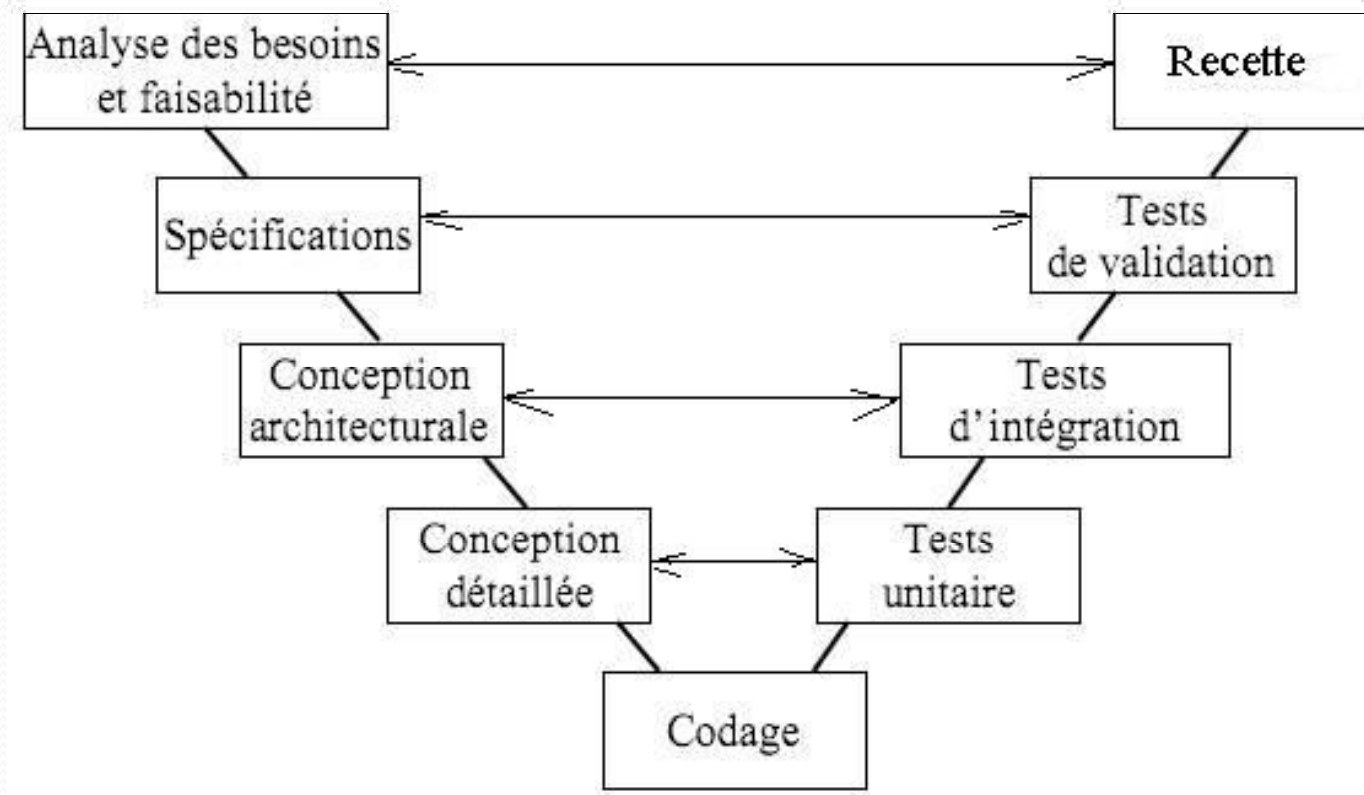 Analyse des besoins
et faisabilité
Recette
Spécifications
Tests
de validation
Conception
architecturale
Tests
d'intégration
Conception
détaillée
Tests
unitaire
Codage